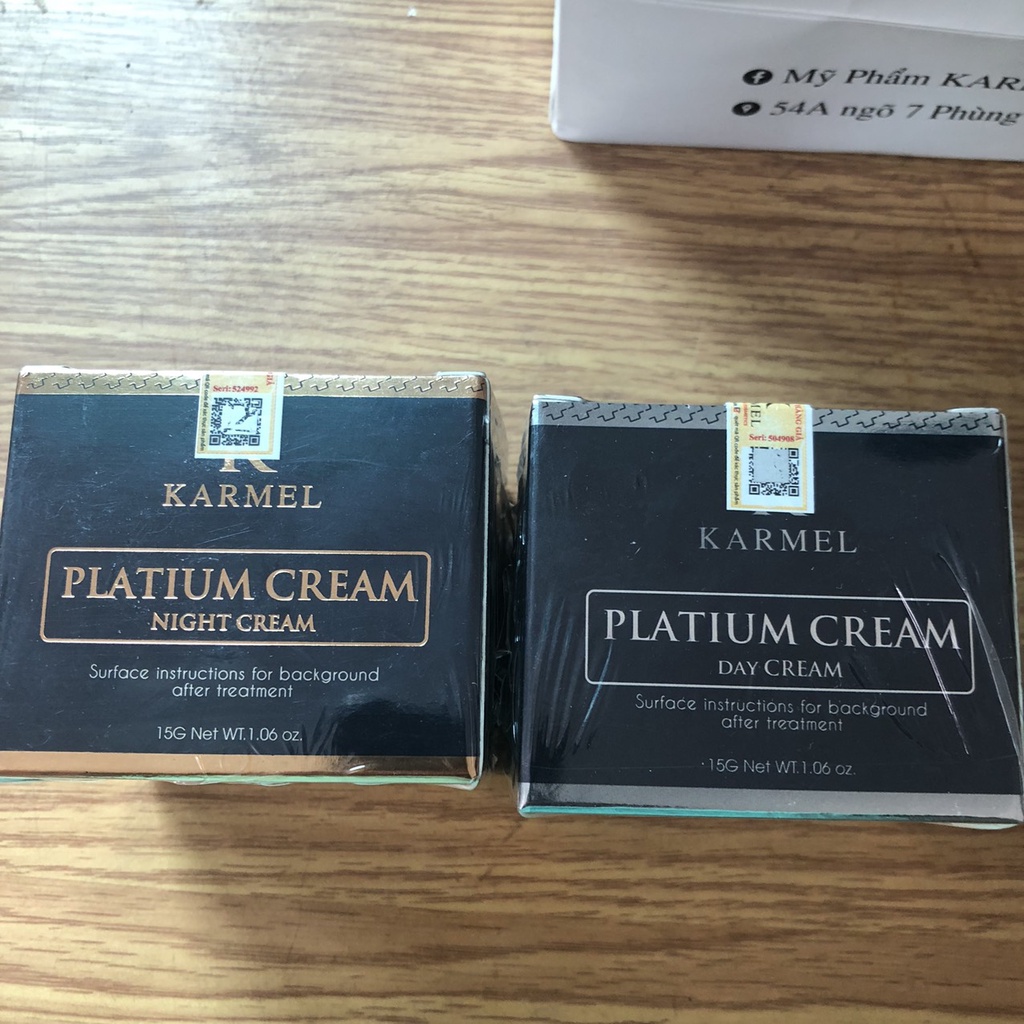 Mỹ Phẩm KAR
54A ngõ 7 Phùng
Seri: 524992
KARMEL
PLATIUM CREAM
NIGHT CREAM
Surface instructions for background
after treatment
15G Net WT.1.06 oz.
Seri: 504908
KARMEL
PLATIUM CREAM
DAY CREAM
Surface instructions for background
after treatment
15G Net WT.1.06 oz.